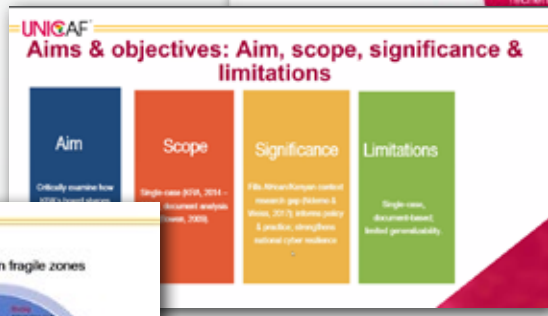 UNICAF
Aims & objectives: Aim, scope, significance &
limitations
Aim
Critically examine how
Scope
Single-case (KRA, 2014 –
document analysis
2009).
Significance
Fills African/Kenyan context
research gap (Ndemo &
Weiss, 2017); informs policy
& practice, strengthens
national cyber resilience
Limitations
Single-case,
document-based;
limited generalizability.
fragile zones